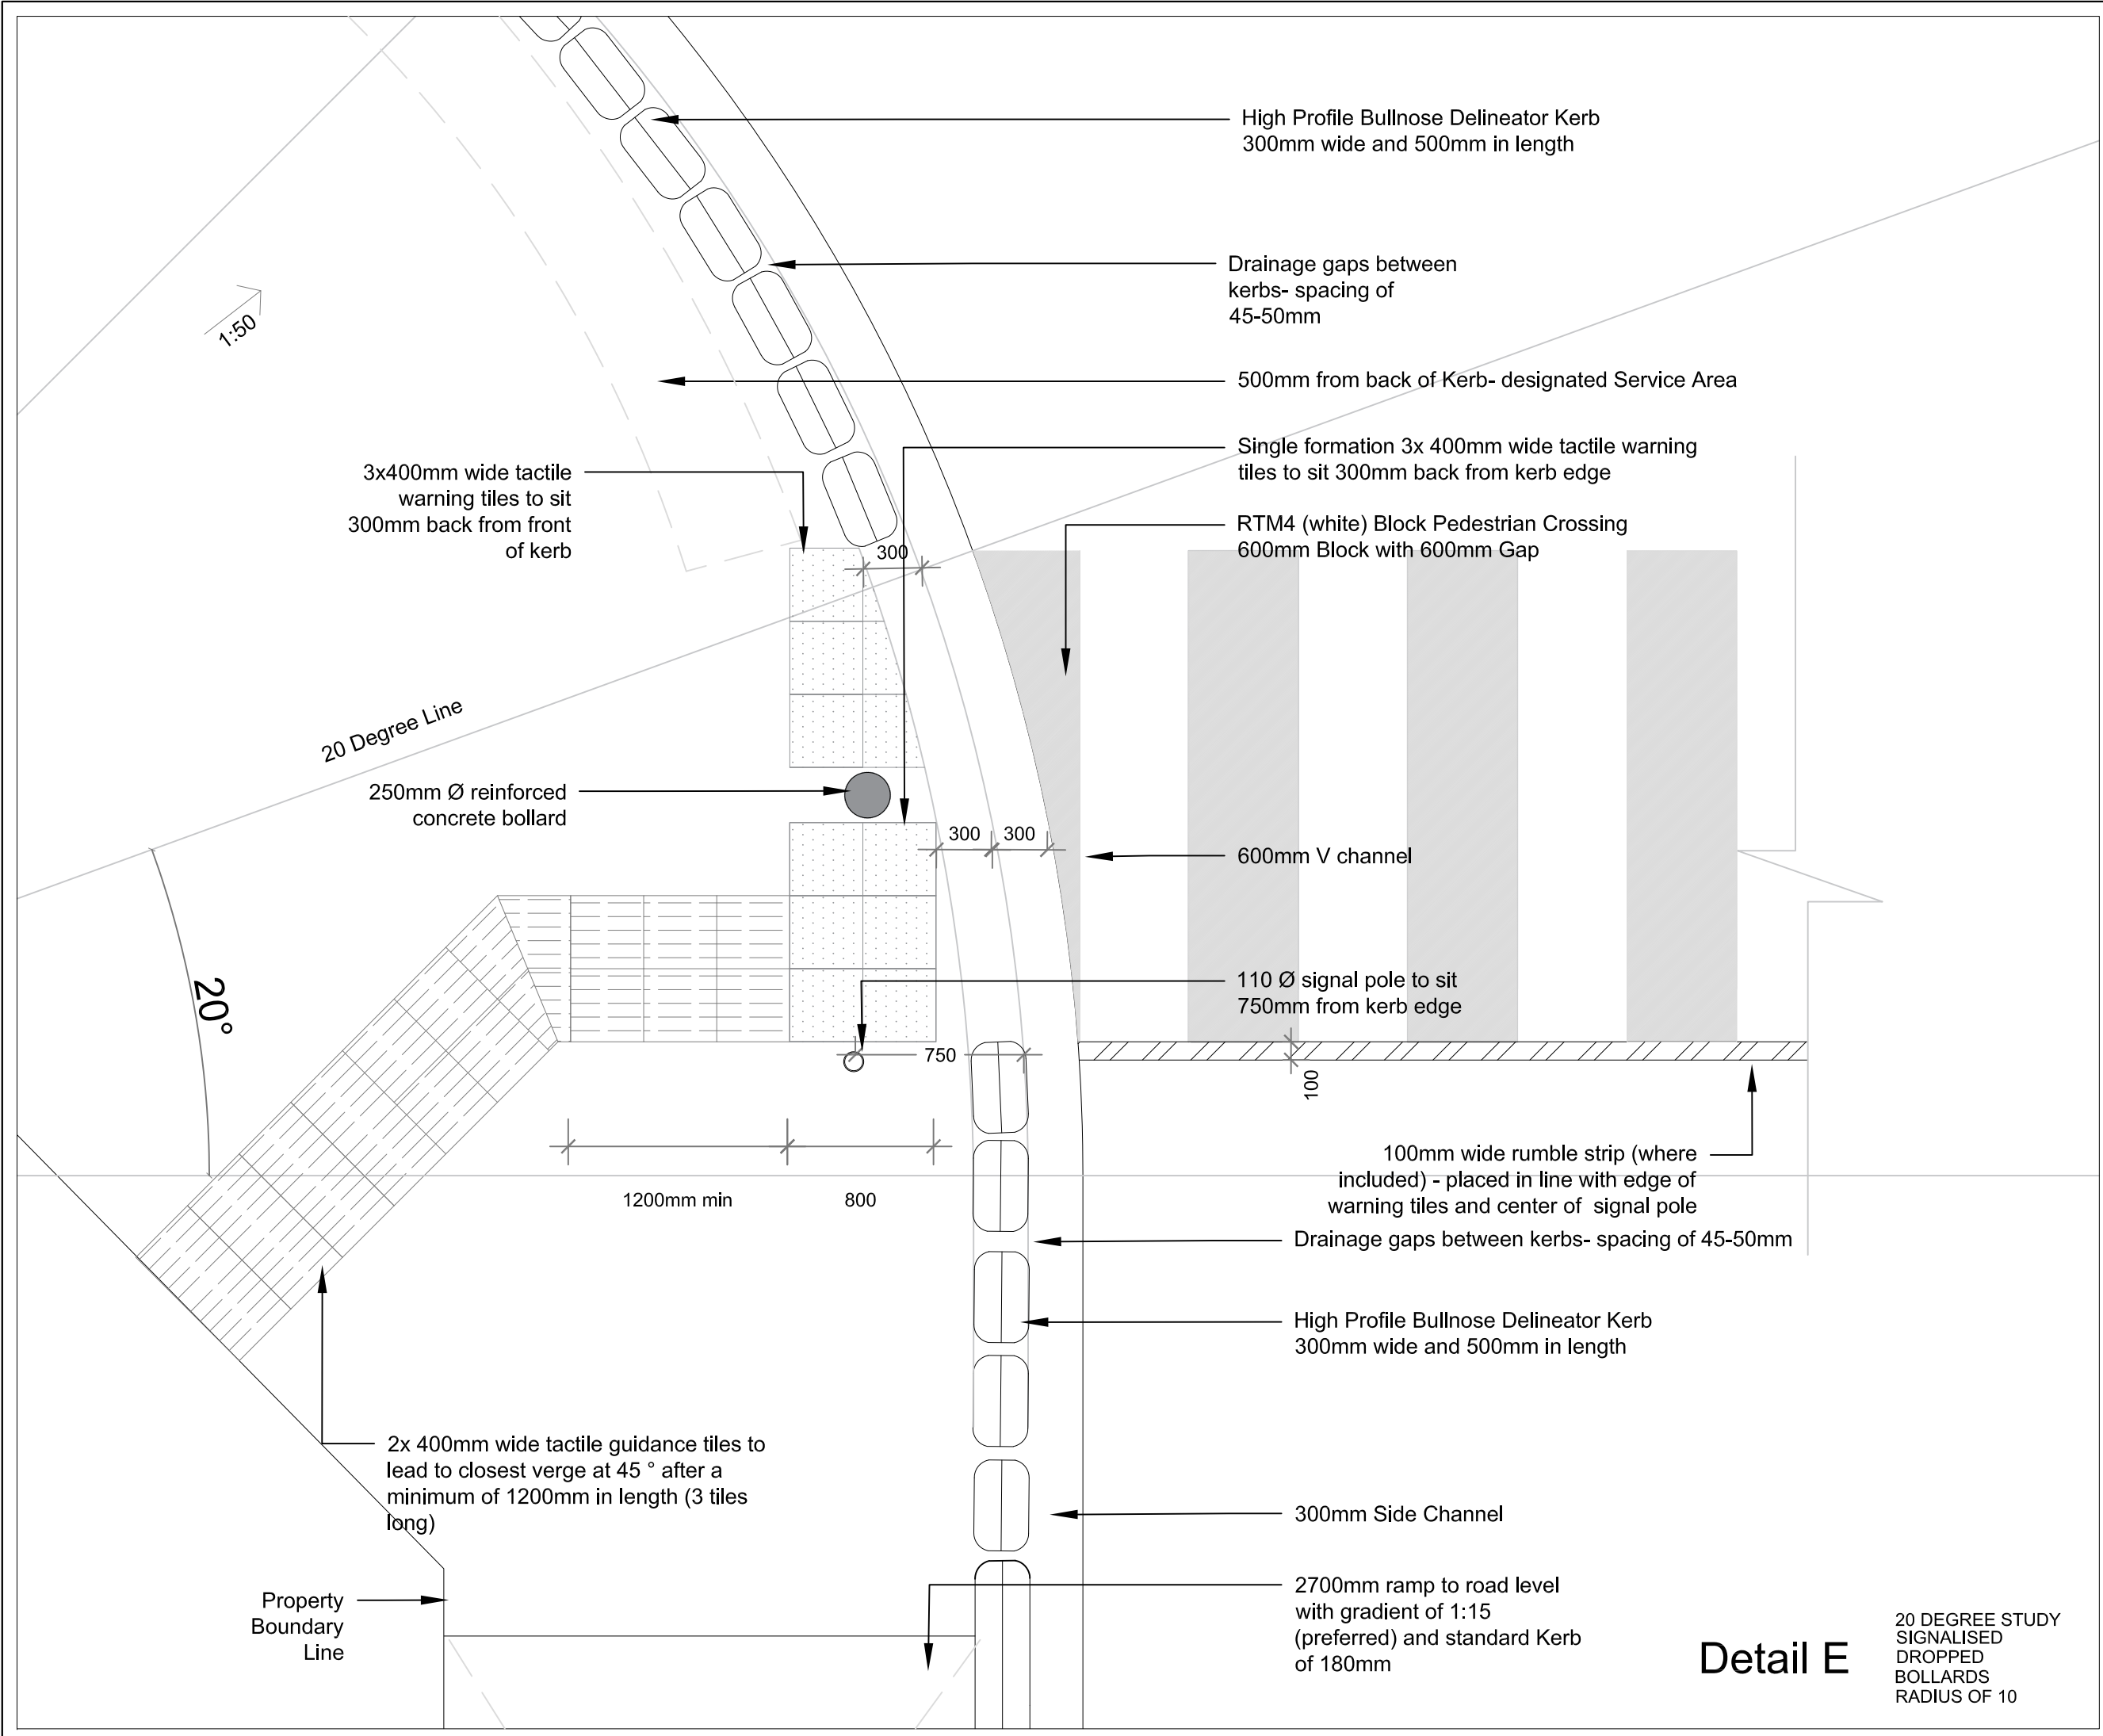 High Profile Bullnose Delineator Kerb
300mm wide and 500mm in length
Drainage gaps between
kerbs- spacing of
45-50mm
1:50
500mm from back of Kerb- designated Service Area
Single formation 3x 400mm wide tactile warning
tiles to sit 300mm back from kerb edge
3x400mm wide tactile
warning tiles to sit
300mm back from front
of kerb
RTM4 (white) Block Pedestrian Crossing
600mm Block with 600mm Gap
300
20 Degree Line
250mm Ø reinforced
concrete bollard
300
300
600mm V channel
20°
110 Ø signal pole to sit
750mm from kerb edge
750
100
100mm wide rumble strip (where
included) - placed in line with edge of
warning tiles and center of signal pole
1200mm min
800
Drainage gaps between kerbs- spacing of 45-50mm
High Profile Bullnose Delineator Kerb
300mm wide and 500mm in length
2x 400mm wide tactile guidance tiles to
lead to closest verge at 45 ° after a
minimum of 1200mm in length (3 tiles
long)
300mm Side Channel
Property
Boundary
Line
2700mm ramp to road level
with gradient of 1:15
(preferred) and standard Kerb
of 180mm
Detail E
20 DEGREE STUDY
SIGNALISED
DROPPED
BOLLARDS
RADIUS OF 10